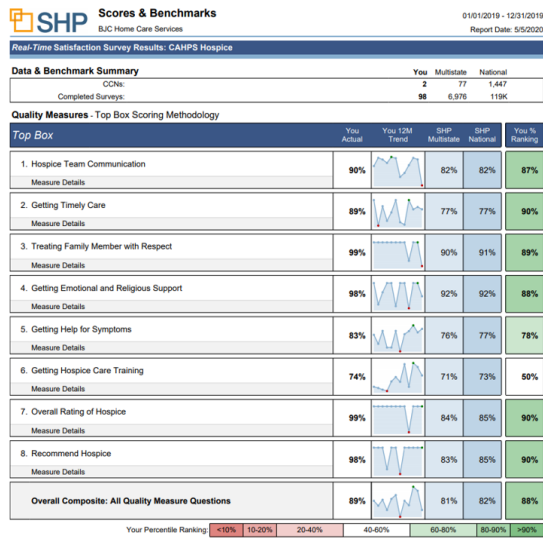 SHP
Scores & Benchmarks
BJC Home Care Services
01/01/2019 - 12/31/2019
Report Date: 5/5/2020
Real-Time Satisfaction Survey Results: CAHPS Hospice
Data & Benchmark Summary You Multistate National
CCNs: 2 77 1,447
Completed Surveys: 98 6,976 119K
Quality Measures - Top Box Scoring Methodology
Top Box You Actual You 12M Trend SHP Multistate SHP National You % Ranking
1. Hospice Team Communication 90% 82% 82% 87%
Measure Details
2. Getting Timely Care 89% 77% 77% 90%
Measure Details
3. Treating Family Member with Respect 99% 90% 91% 89%
Measure Details
4. Getting Emotional and Religious Support 98% 92% 92% 88%
Measure Details
5. Getting Help for Symptoms 83% 76% 77% 78%
Measure Details
6. Getting Hospice Care Training 74% 71% 73% 50%
Measure Details
7. Overall Rating of Hospice 99% 84% 85% 90%
Measure Details
8. Recommend Hospice 98% 83% 85% 90%
Measure Details
Overall Composite: All Quality Measure Questions 89% 81% 82% 88%
Your Percentile Ranking: <10% 10-20% 20-40% 40-60% 60-80% 80-90% >90%